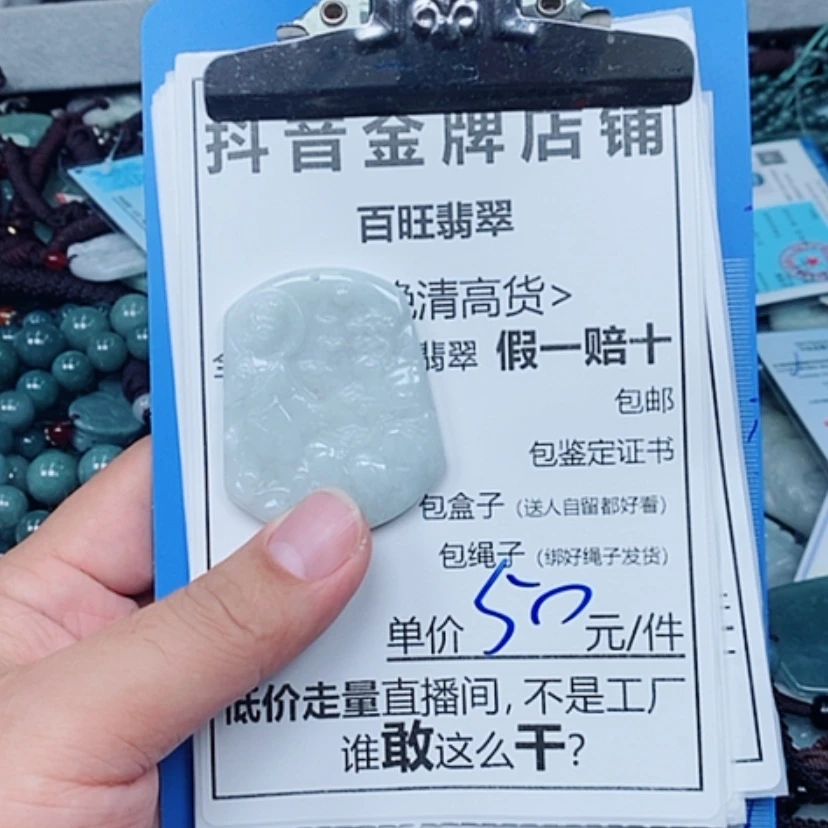 抖音金牌店铺
百旺翡翠
清高货>
翡翠 假一赔十
包邮
包鉴定证书
包盒子（送人自留都好看）
包绳子（绑好绳子发货）
单价 50 元/件
低价走量直播间，不是工厂
谁敢这么干?